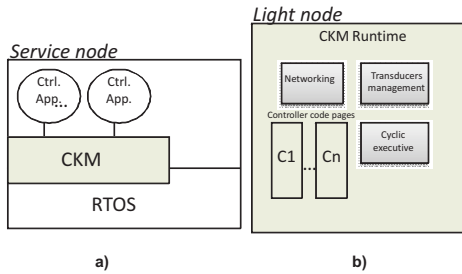 Service node
Ctrl.
App...
Ctrl.
App.
CKM
RTOS
a)
Light node
CKM Runtime
Networking
Transducers
management
Controller code pages
C1
...
Cn
Cyclic
executive
b)